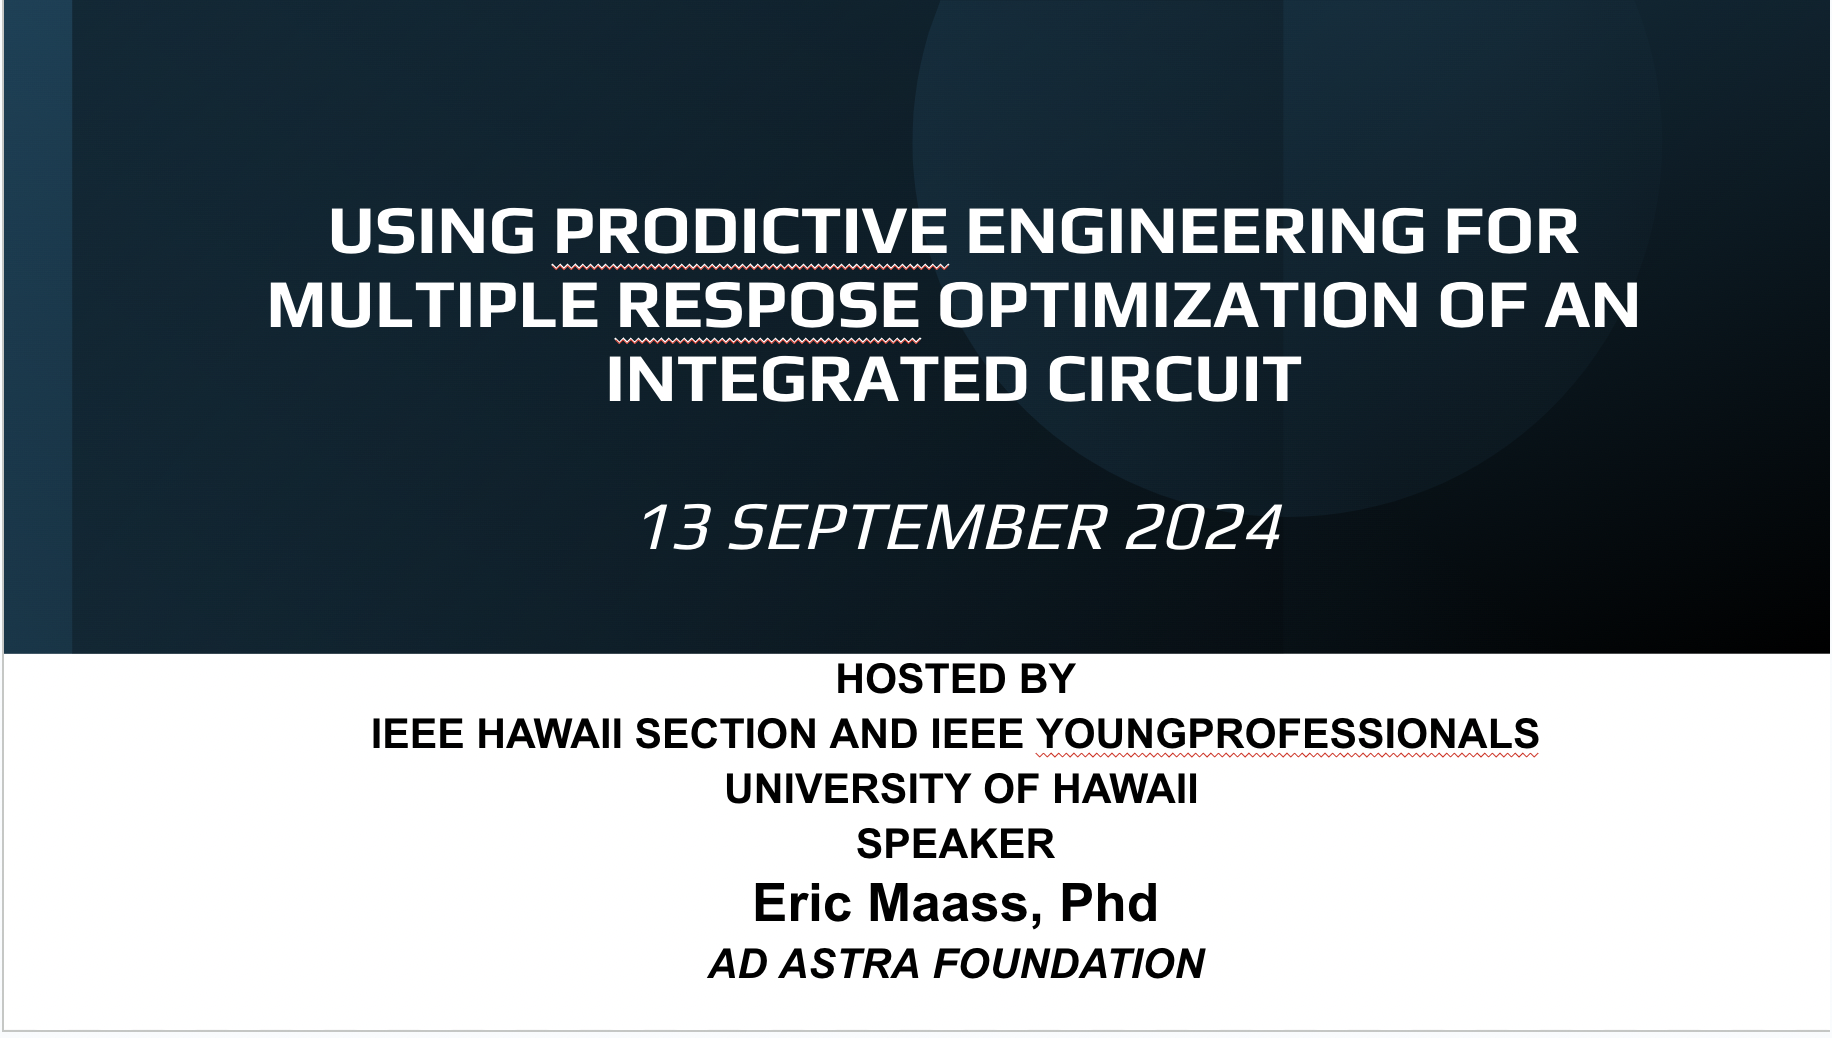 USING PRODICTIVE ENGINEERING FOR
MULTIPLE RESPOSE OPTIMIZATION OF AN
INTEGRATED CIRCUIT
13 SEPTEMBER 2024
HOSTED BY
IEEE HAWAII SECTION AND IEEE YOUNGPROFESSIONALS
UNIVERSITY OF HAWAII
SPEAKER
Eric Maass, Phd
AD ASTRA FOUNDATION